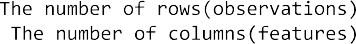 The number of rows(observations)
The number of columns(features)